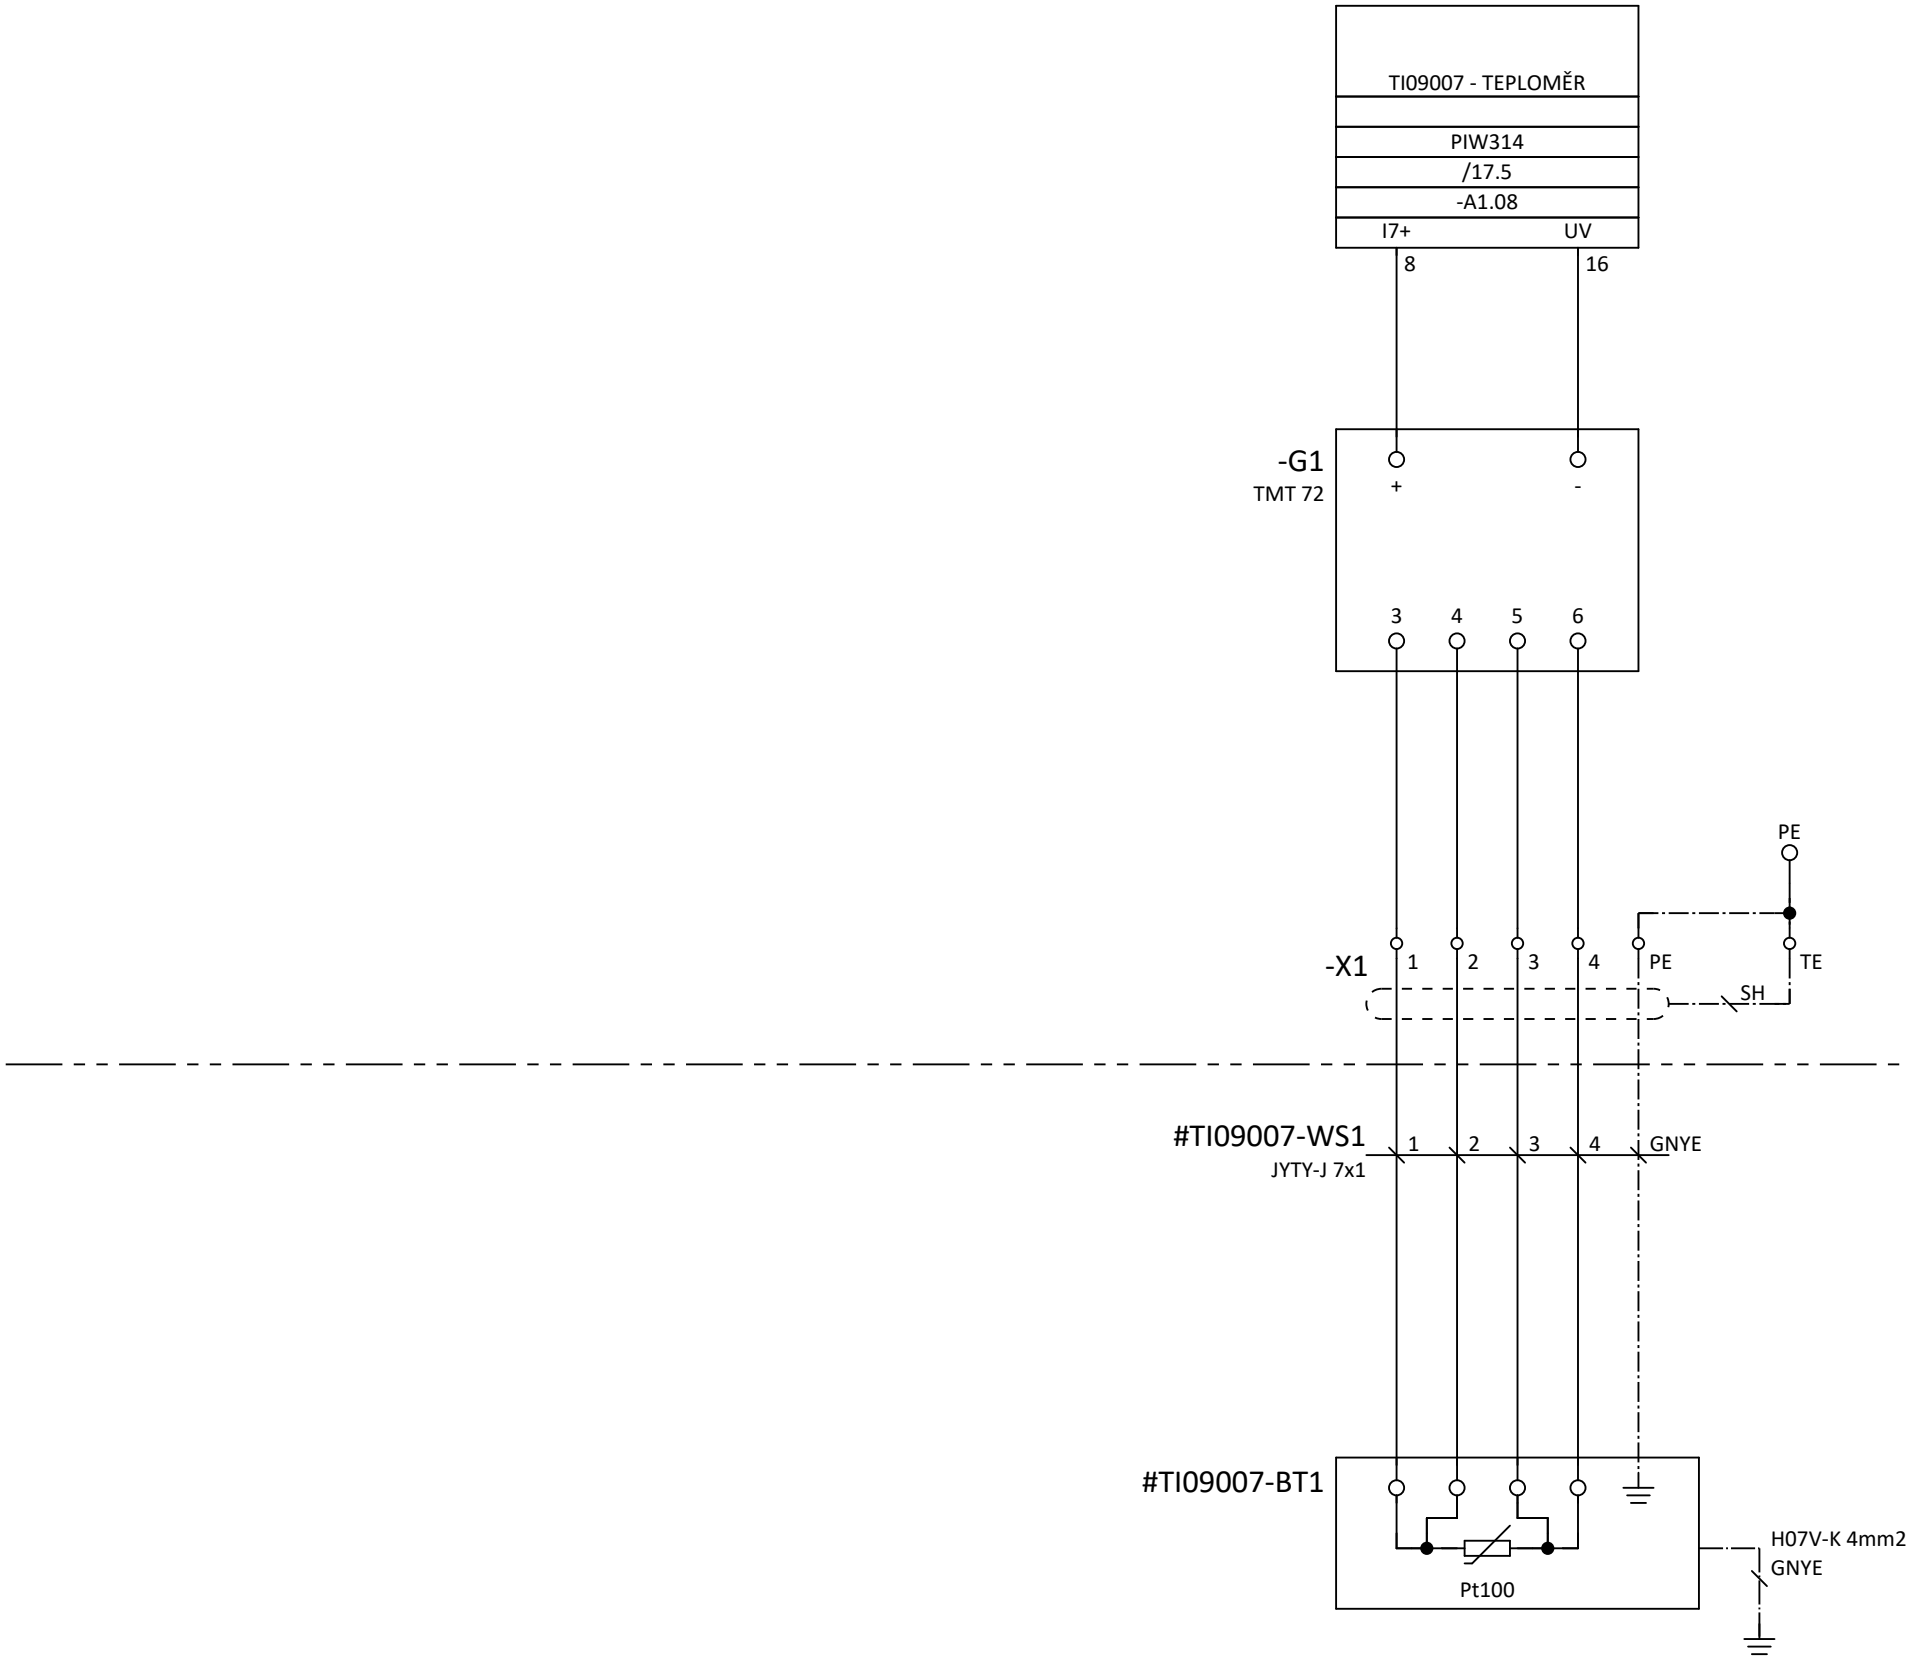 TI09007 - TEPLOMĚR
PIW314
/17.5
-A1.08
I7+ UV
8 16
-G1
TMT 72
+ -
3 4 5 6
PE
-X1 1 2 3 4 PE TE
SH
#TI09007-WS1 1 2 3 4 GNYE
JYTY-J 7x1
#TI09007-BT1
H07V-K 4mm2
GNYE
Pt100